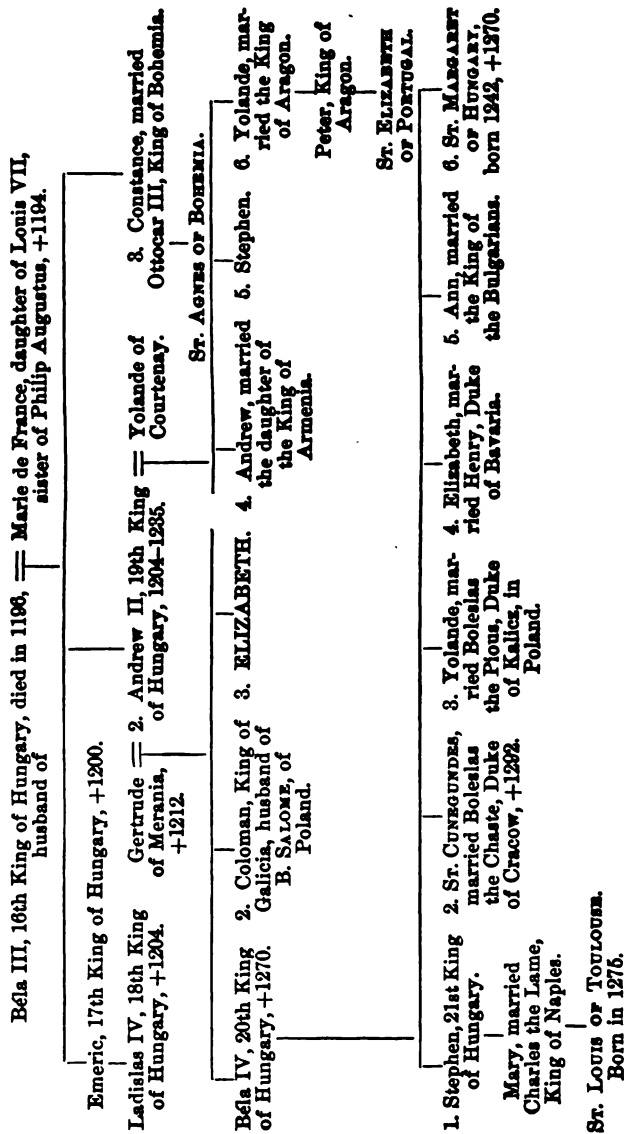 Béla III, 16th King of Hungary, died in 1196,
husband of
Marie de France, daughter of Louis VII,
sister of Philip Augustus, +1194.
Emeric, 17th King of Hungary, +1200.
Ladislas IV, 18th King
of Hungary, +1204.
Gertrude
of Merania,
+1212.
2. Andrew II, 19th King
of Hungary, 1204-1235.
Yolande of
Courtenay.
3. Constance, married
Ottocar III, King of Bohemia.
ST. AGNES OF BOHEMIA.
Béla IV, 20th King
of Hungary, +1270.
2. Coloman, King of
Galicia, husband of
B. SALOME, of
Poland.
3. ELIZABETH.
4. Andrew, married
the daughter of
the King of
Armenia.
5. Stephen.
6. Yolande, mar-
ried the King
of Aragon.
Peter, King of
Aragon.
ST. ELIZABETH
OF PORTUGAL.
1. Stephen, 21st King
of Hungary.
Mary, married
Charles the Lame,
King of Naples.
ST. LOUIS OF TOULOUSE.
Born in 1275.
2. ST. CUNEGUNDES,
married Boleslas
the Chaste, Duke
of Cracow, +1292.
3. Yolande, mar-
ried Boleslas
the Pious, Duke
of Kalicz, in
Poland.
4. Elizabeth, mar-
ried Henry, Duke
of Bavaria.
5. Ann, married
the King of
the Bulgarians.
6. ST. MARGARET
OF HUNGARY,
born 1242, +1270.